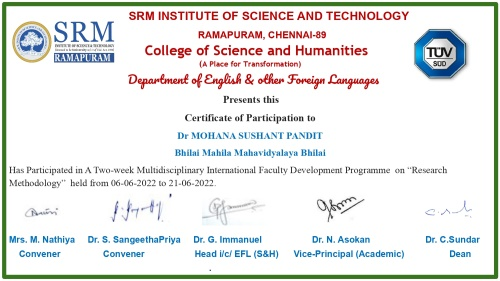 SRM
INSTITUTE OF SCIENCE & TECHNOLOGY
RAMAPURAM
SRM INSTITUTE OF SCIENCE AND TECHNOLOGY
RAMAPURAM, CHENNAI-89
College of Science and Humanities
(A Place for Transformation)
Department of English & other Foreign Languages
TÜV
SÜD
Presents this
Certificate of Participation to
Dr MOHANA SUSHANT PANDIT
Bhilai Mahila Mahavidyalaya Bhilai
Has Participated in A Two-week Multidisciplinary International Faculty Development Programme on “Research
Methodology” held from 06-06-2022 to 21-06-2022.
Mrs. M. Nathiya Dr. S. SangeethaPriya Dr. G. Immanuel Dr. N. Asokan Dr. C.Sundar
Convener Convener Head i/c/ EFL (S&H) Vice-Principal (Academic) Dean